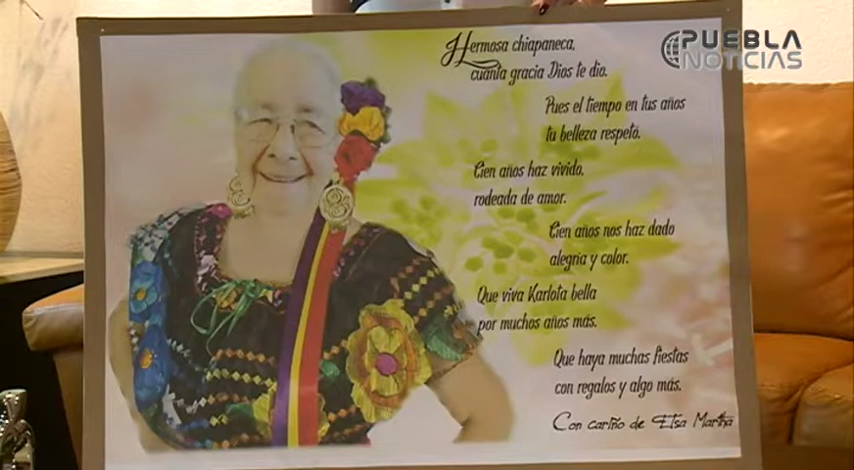 PUEBLA
NOTICIAS
Hermosa chiapaneca,
cuánta gracia Dios te dio.
Pues el tiempo en tus años
tu belleza respetó.
Cien años haz vivido,
rodeada de amor.
Cien años nos haz dado
alegría y color.
Que viva Karlota bella
por muchos años más.
Que haya muchas fiestas
con regalos y algo más.
Con cariño de Elsa Martha